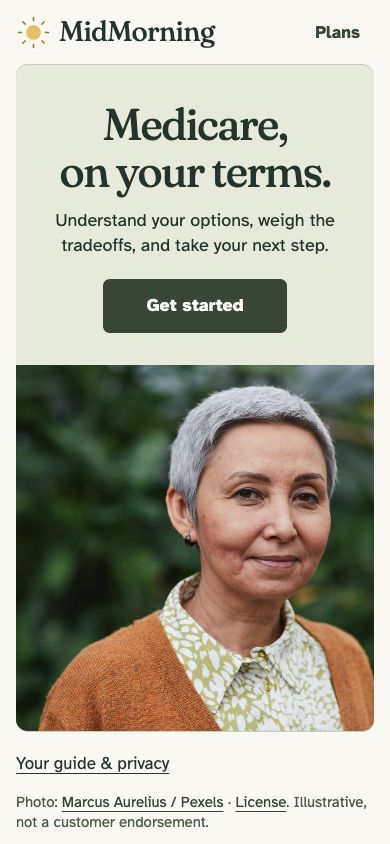 MidMorning
Plans
Medicare,
on your terms.
Understand your options, weigh the
tradeoffs, and take your next step.
Get started
Your guide & privacy
Photo: Marcus Aurelius / Pexels · License. Illustrative,
not a customer endorsement.